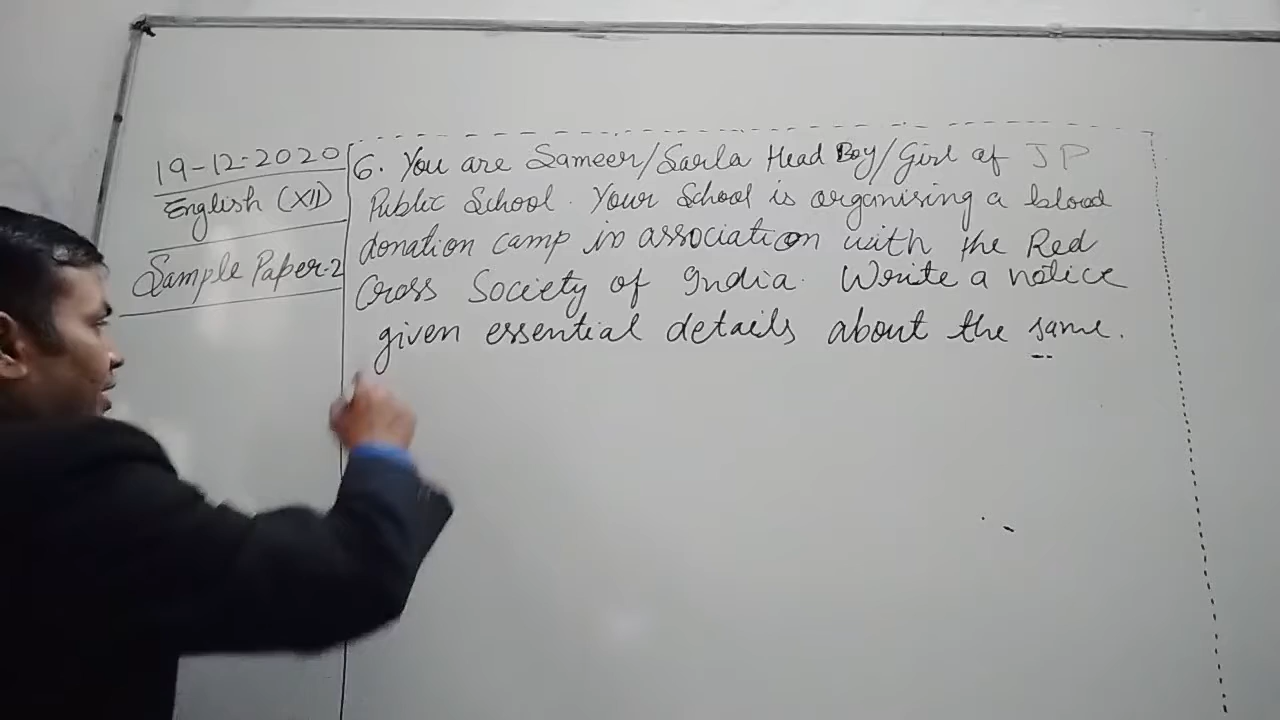 19-12-2020
English (XII)
Sample Paper-2
6. You are Sameer/Sarla Head Boy/Girl of JP
Public School. Your School is organising a blood
donation camp in association with the Red
Cross Society of India. Write a notice
given essential details about the same.